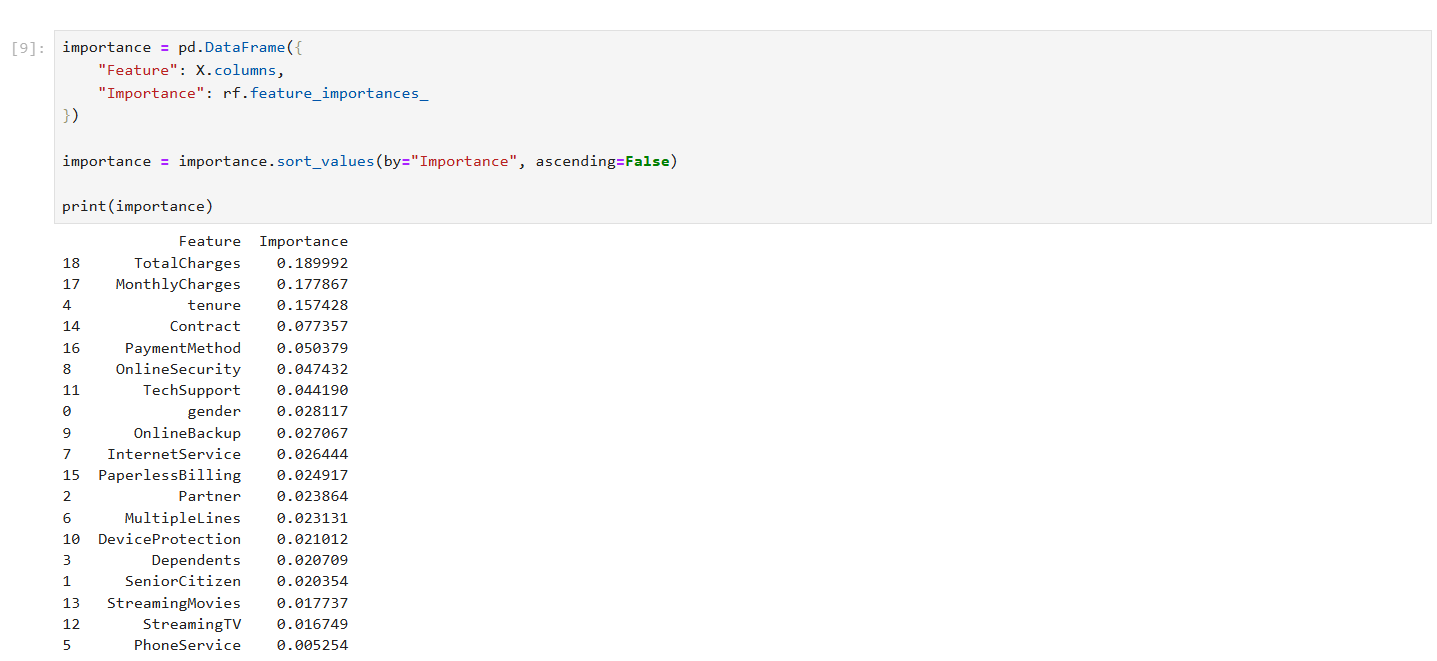 [9]: importance = pd.DataFrame({
    "Feature": X.columns,
    "Importance": rf.feature_importances_
})
importance = importance.sort_values(by="Importance", ascending=False)
print(importance)
             Feature  Importance
18      TotalCharges    0.189992
17    MonthlyCharges    0.177867
4             tenure    0.157428
14          Contract    0.077357
16     PaymentMethod    0.050379
8     OnlineSecurity    0.047432
11       TechSupport    0.044190
0             gender    0.028117
9       OnlineBackup    0.027067
7    InternetService    0.026444
15  PaperlessBilling    0.024917
2            Partner    0.023864
6      MultipleLines    0.023131
10  DeviceProtection    0.021012
3         Dependents    0.020709
1      SeniorCitizen    0.020354
13   StreamingMovies    0.017737
12       StreamingTV    0.016749
5       PhoneService    0.005254